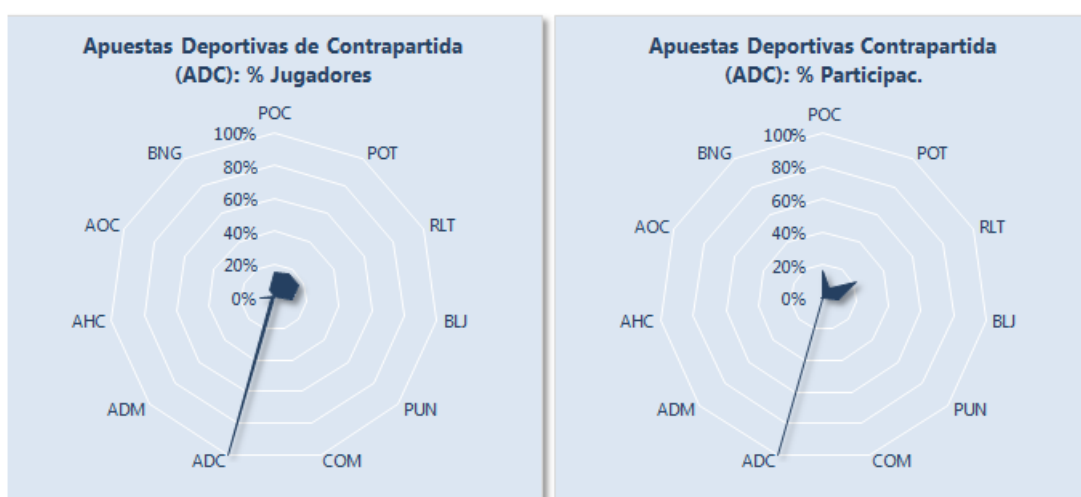 Apuestas Deportivas de Contrapartida
(ADC): % Jugadores
POC
100%
BNG
POT
80%
60%
AOC
RLT
40%
20%
0%
AHC
BLJ
ADM
PUN
ADC
COM
Apuestas Deportivas Contrapartida
(ADC): % Participac.
POC
100%
BNG
POT
80%
60%
AOC
RLT
40%
20%
0%
AHC
BLJ
ADM
PUN
ADC
COM